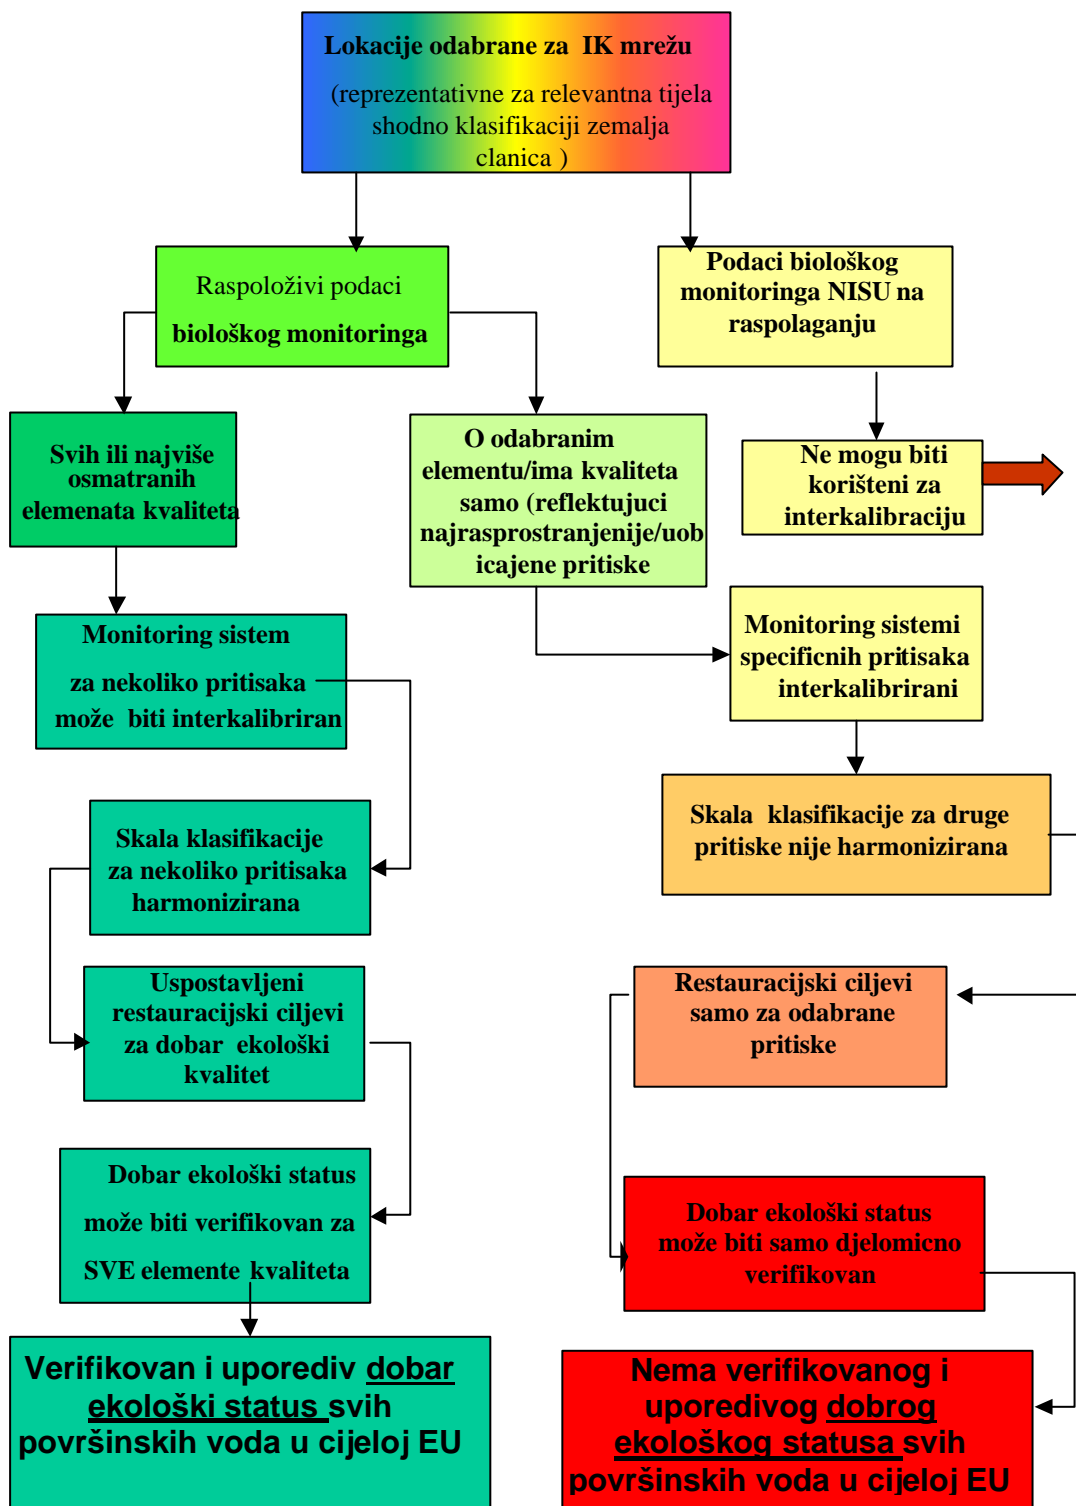 Lokacije odabrane za IK mrežu
(reprezentativne za relevantna tijela
shodno klasifikaciji zemalja
clanica )
Raspoloživi podaci
biološkog monitoringa
Podaci biološkog
monitoringa NISU na
raspolaganju
Svih ili najviše
osmatranih
elemenata kvaliteta
O odabranim
elementu/ima kvaliteta
samo (reflektujuci
najrasprostranjenije/uob
icajene pritiske
Ne mogu biti
korišteni za
interkalibraciju
Monitoring sistem
za nekoliko pritisaka
može biti interkalibriran
Monitoring sistemi
specificnih pritisaka
interkalibrirani
Skala klasifikacije
za nekoliko pritisaka
harmonizirana
Skala klasifikacije za druge
pritiske nije harmonizirana
Uspostavljeni
restauracijski ciljevi
za dobar ekološki
kvalitet
Restauracijski ciljevi
samo za odabrane
pritiske
Dobar ekološki status
može biti verifikovan za
SVE elemente kvaliteta
Dobar ekološki status
može biti samo djelomicno
verifikovan
Verifikovan i uporediv dobar
ekološki status svih
površinskih voda u cijeloj EU
Nema verifikovanog i
uporedivog dobrog
ekološkog statusa svih
površinskih voda u cijeloj EU